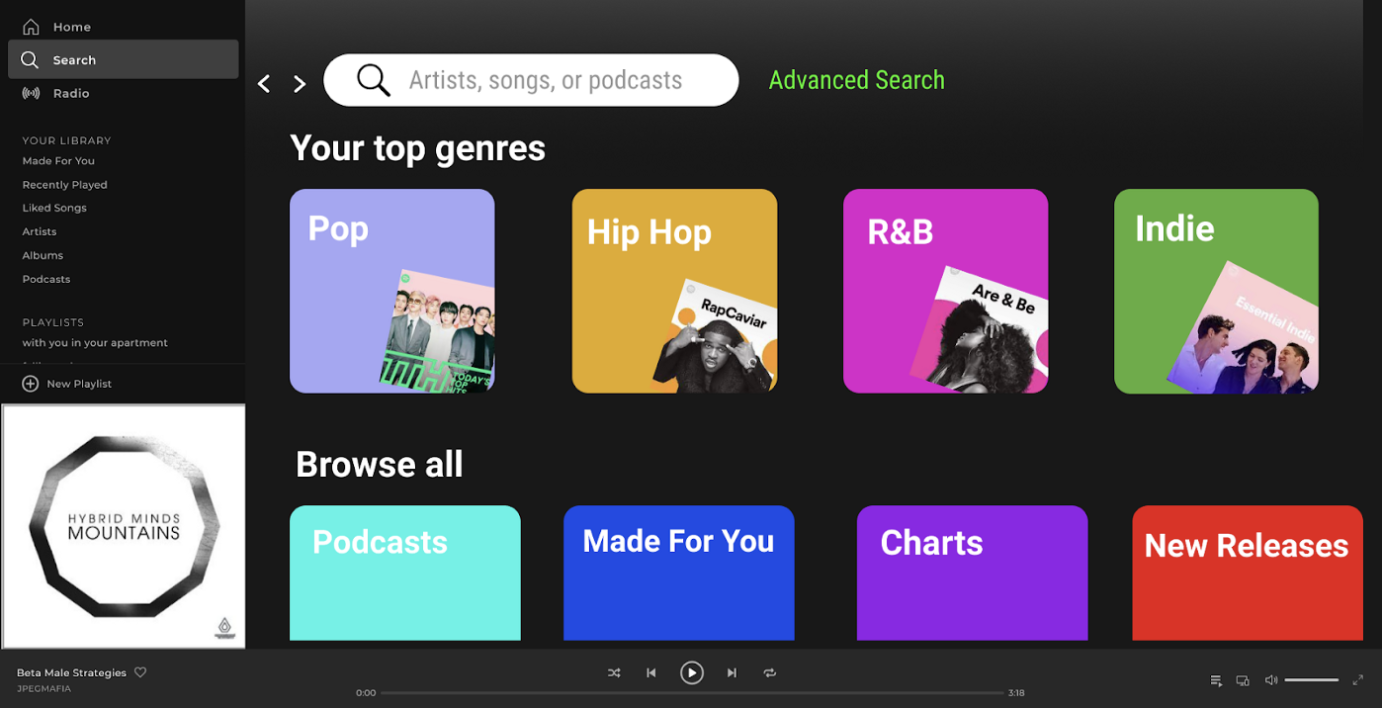 Home
Search
Radio
YOUR LIBRARY
Made For You
Recently Played
Liked Songs
Artists
Albums
Podcasts
PLAYLISTS
with you in your apartment
New Playlist
HYBRID MINDS
MOUNTAINS
Artists, songs, or podcasts
Advanced Search
Your top genres
Pop
TODAY'S
TOP
HITS
Hip Hop
RapCaviar
R&B
Are & Be
Indie
Essential Indie
Browse all
Podcasts
Made For You
Charts
New Releases
Beta Male Strategies
JPEGMAFIA
0:00
3:18